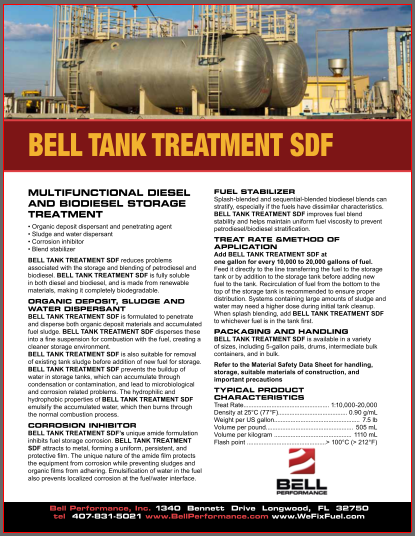 BELL TANK TREATMENT SDF
MULTIFUNCTIONAL DIESEL
AND BIODIESEL STORAGE
TREATMENT
• Organic deposit dispersant and penetrating agent
• Sludge and water dispersant
• Corrosion inhibitor
• Blend stabilizer
BELL TANK TREATMENT SDF reduces problems
associated with the storage and blending of petrodiesel and
biodiesel. BELL TANK TREATMENT SDF is fully soluble
in both diesel and biodiesel, and is made from renewable
materials, making it completely biodegradable.
ORGANIC DEPOSIT, SLUDGE AND
WATER DISPERSANT
BELL TANK TREATMENT SDF is formulated to penetrate
and disperse both organic deposit materials and accumulated
fuel sludge. BELL TANK TREATMENT SDF disperses these
into a fine suspension for combustion with the fuel, creating a
cleaner storage environment.
BELL TANK TREATMENT SDF is also suitable for removal
of existing tank sludge before addition of new fuel for storage.
BELL TANK TREATMENT SDF prevents the buildup of
water in storage tanks, which can accumulate through
condensation or contamination, and lead to microbiological
and corrosion related problems. The hydrophilic and
hydrophobic properties of BELL TANK TREATMENT SDF
emulsify the accumulated water, which then burns through
the normal combustion process.
CORROSION INHIBITOR
BELL TANK TREATMENT SDF's unique amide formulation
inhibits fuel storage corrosion. BELL TANK TREATMENT
SDF attracts to metal, forming a uniform, persistent, and
protective film. The unique nature of the amide film protects
the equipment from corrosion while preventing sludges and
organic films from adhering. Emulsification of water in the fuel
also prevents localized corrosion at the fuel/water interface.
FUEL STABILIZER
Splash-blended and sequential-blended biodiesel blends can
stratify, especially if the fuels have dissimilar characteristics.
BELL TANK TREATMENT SDF improves fuel blend
stability and helps maintain uniform fuel viscosity to prevent
petrodiesel/biodiesel stratification.
TREAT RATE &METHOD OF
APPLICATION
Add BELL TANK TREATMENT SDF at
one gallon for every 10,000 to 20,000 gallons of fuel.
Feed it directly to the line transferring the fuel to the storage
tank or by addition to the storage tank before adding new
fuel to the tank. Recirculation of fuel from the bottom to the
top of the storage tank is recommended to ensure proper
distribution. Systems containing large amounts of sludge and
water may need a higher dose during initial tank cleanup.
When splash blending, add BELL TANK TREATMENT SDF
to whichever fuel is in the tank first.
PACKAGING AND HANDLING
BELL TANK TREATMENT SDF is available in a variety
of sizes, including 5-gallon pails, drums, intermediate bulk
containers, and in bulk.
Refer to the Material Safety Data Sheet for handling,
storage, suitable materials of construction, and
important precautions
TYPICAL PRODUCT
CHARACTERISTICS
Treat Rate................................................ 1:10,000-20,000
Density at 25°C (77°F)...................................... 0.90 g/mL
Weight per US gallon................................................ 7.5 lb
Volume per pound................................................ 505 mL
Volume per kilogram ........................................... 1110 mL
Flash point ...........................................> 100°C (> 212°F)
BELL
PERFORMANCE
Bell Performance, Inc. 1340 Bennett Drive Longwood, FL 32750
tel 407-831-5021 www.BellPerformance.com www.WeFixFuel.com